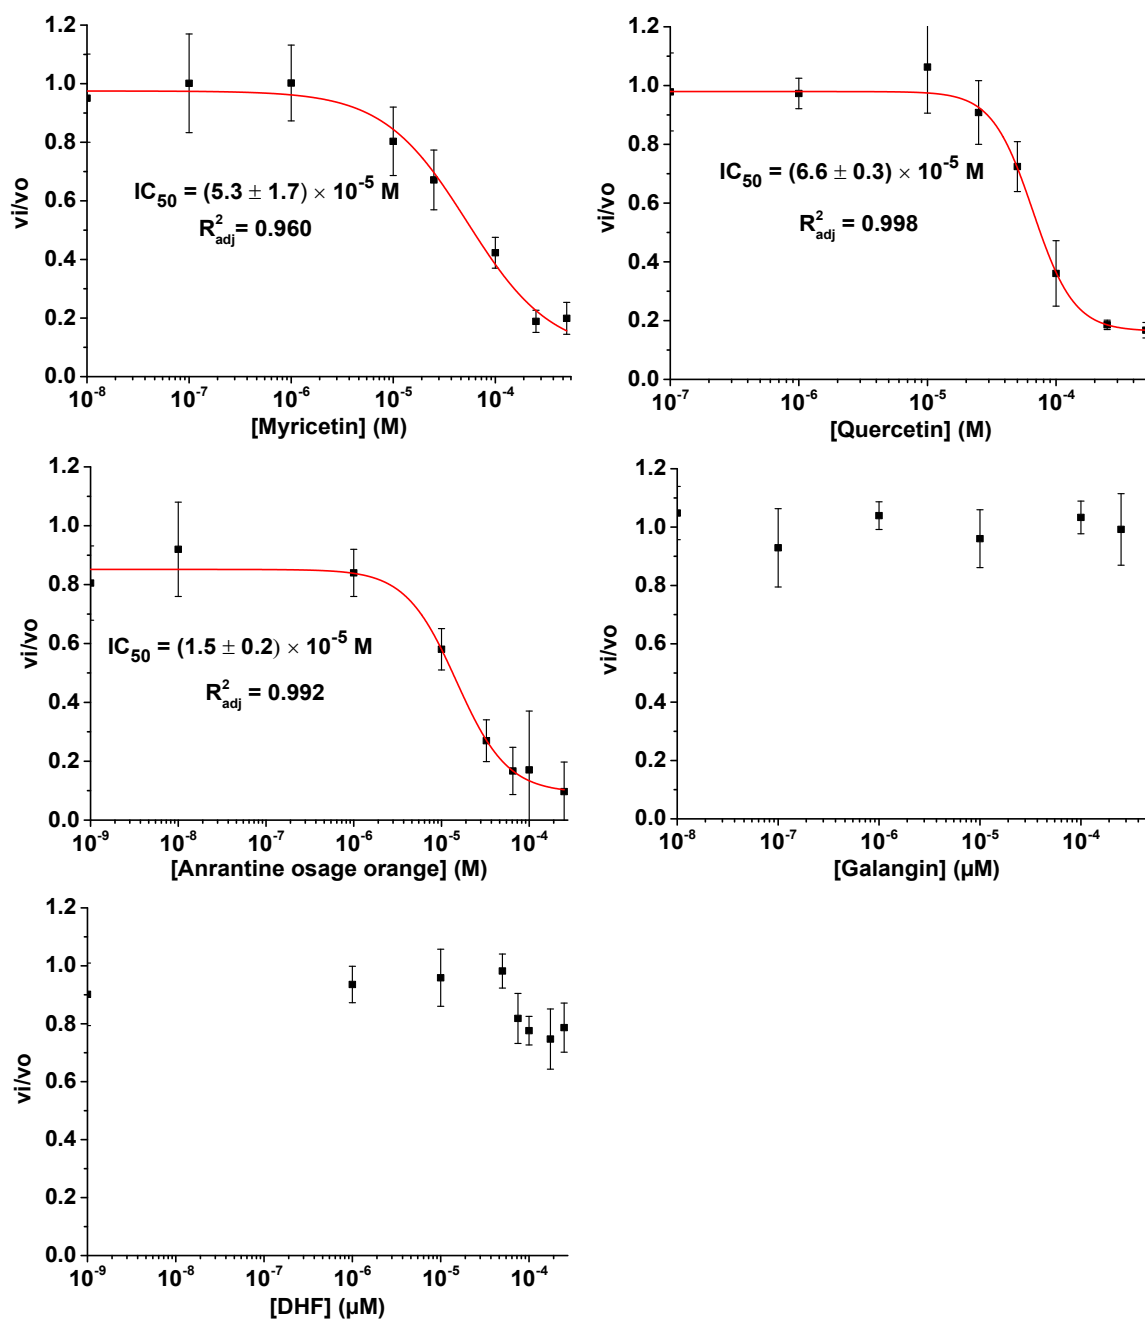 1.2
1.0
0.8
0.6
0.4
0.2
0.0
vi/vo
IC50 = (5.3 ± 1.7) × 10-5 M
R2adj= 0.960
10-8 10-7 10-6 10-5 10-4
[Myricetin] (M)
1.2
1.0
0.8
0.6
0.4
0.2
0.0
vi/vo
IC50 = (6.6 ± 0.3) × 10-5 M
R2adj = 0.998
10-7 10-6 10-5 10-4
[Quercetin] (M)
1.2
1.0
0.8
0.6
0.4
0.2
0.0
vi/vo
IC50 = (1.5 ± 0.2) × 10-5 M
R2adj = 0.992
10-9 10-8 10-7 10-6 10-5 10-4
[Anrantine osage orange] (M)
1.2
1.0
0.8
0.6
0.4
0.2
0.0
vi/vo
10-8 10-7 10-6 10-5 10-4
[Galangin] (µM)
1.2
1.0
0.8
0.6
0.4
0.2
0.0
vi/vo
10-9 10-8 10-7 10-6 10-5 10-4
[DHF] (µM)